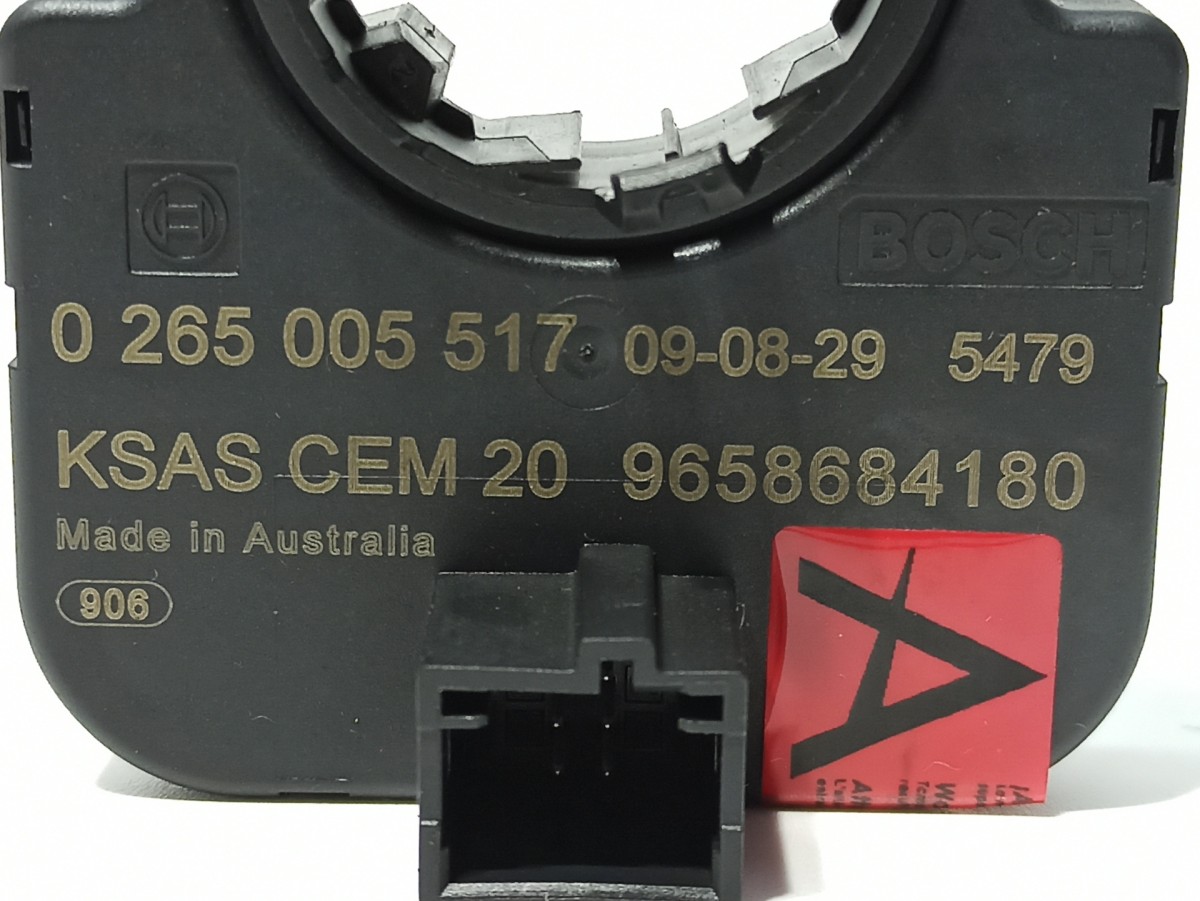 BOSCH
0 265 005 517 09-08-29 5479
KSAS CEM 20 9658684180
Made in Australia
906
A